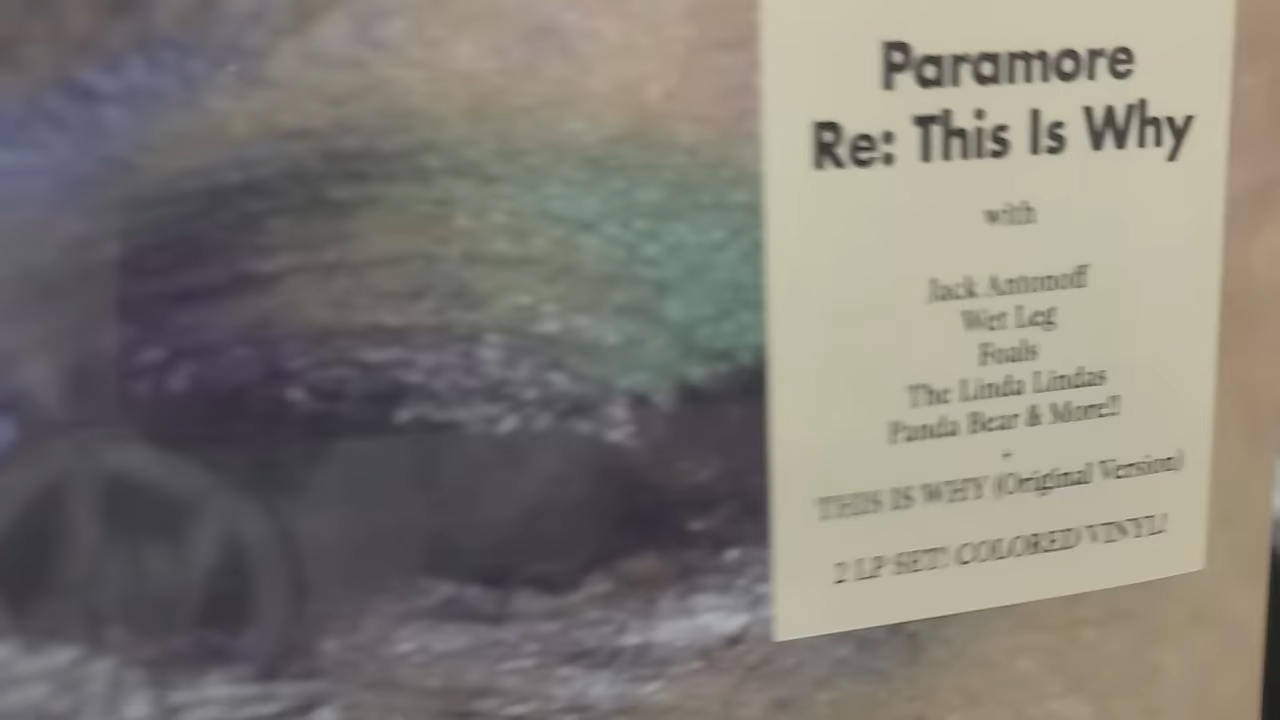 Paramore
Re: This Is Why
with
Jack Antonoff
Wet Leg
Foals
The Linda Lindas
Panda Bear & More!!
-
THIS IS WHY (Original Version)
2 LP SET! COLORED VINYL!